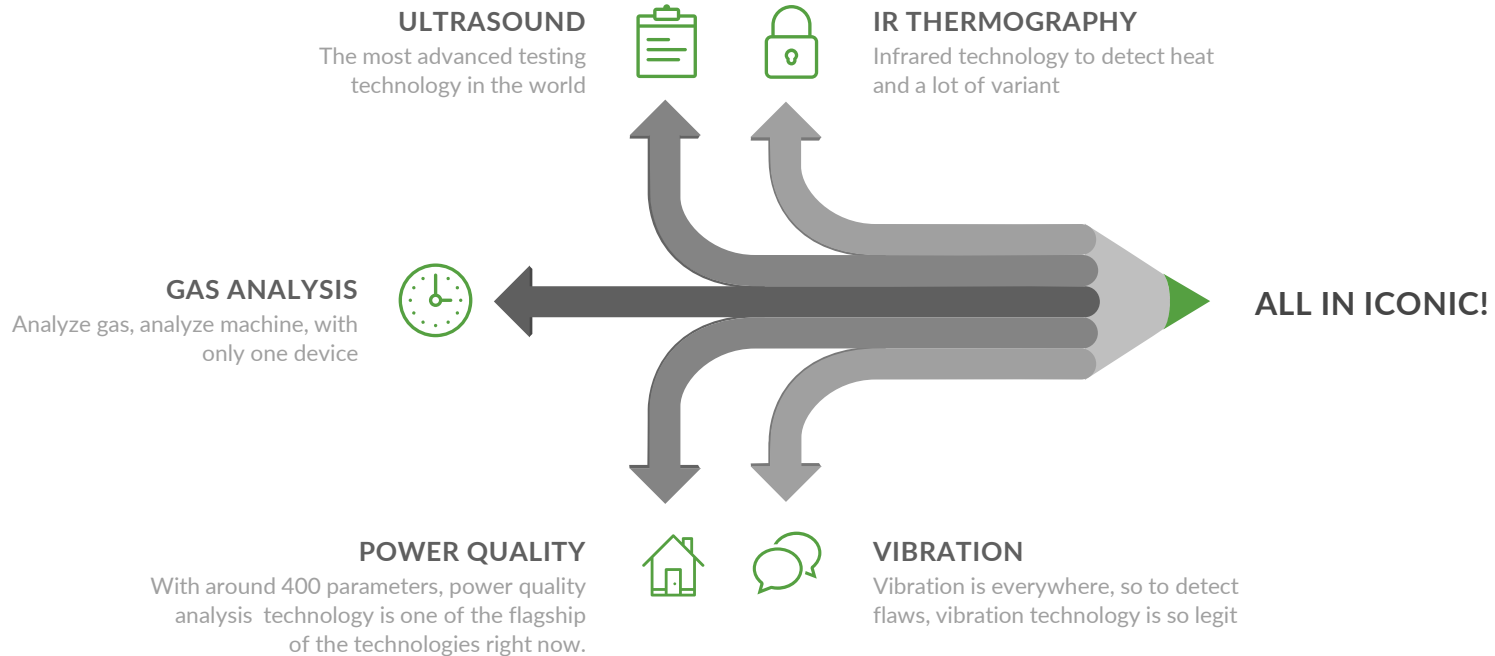 ULTRASOUND
The most advanced testing
technology in the world
IR THERMOGRAPHY
Infrared technology to detect heat
and a lot of variant
GAS ANALYSIS
Analyze gas, analyze machine, with
only one device
ALL IN ICONIC!
POWER QUALITY
With around 400 parameters, power quality
analysis  technology is one of the flagship
of the technologies right now.
VIBRATION
Vibration is everywhere, so to detect
flaws, vibration technology is so legit